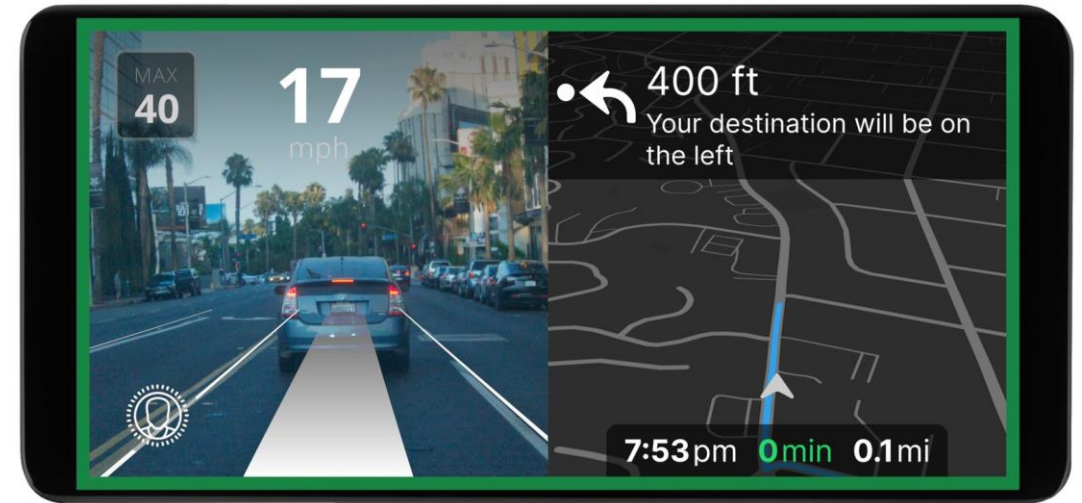 MAX
40
17
mph
400 ft
Your destination will be on
the left
7:53pm 0min 0.1mi